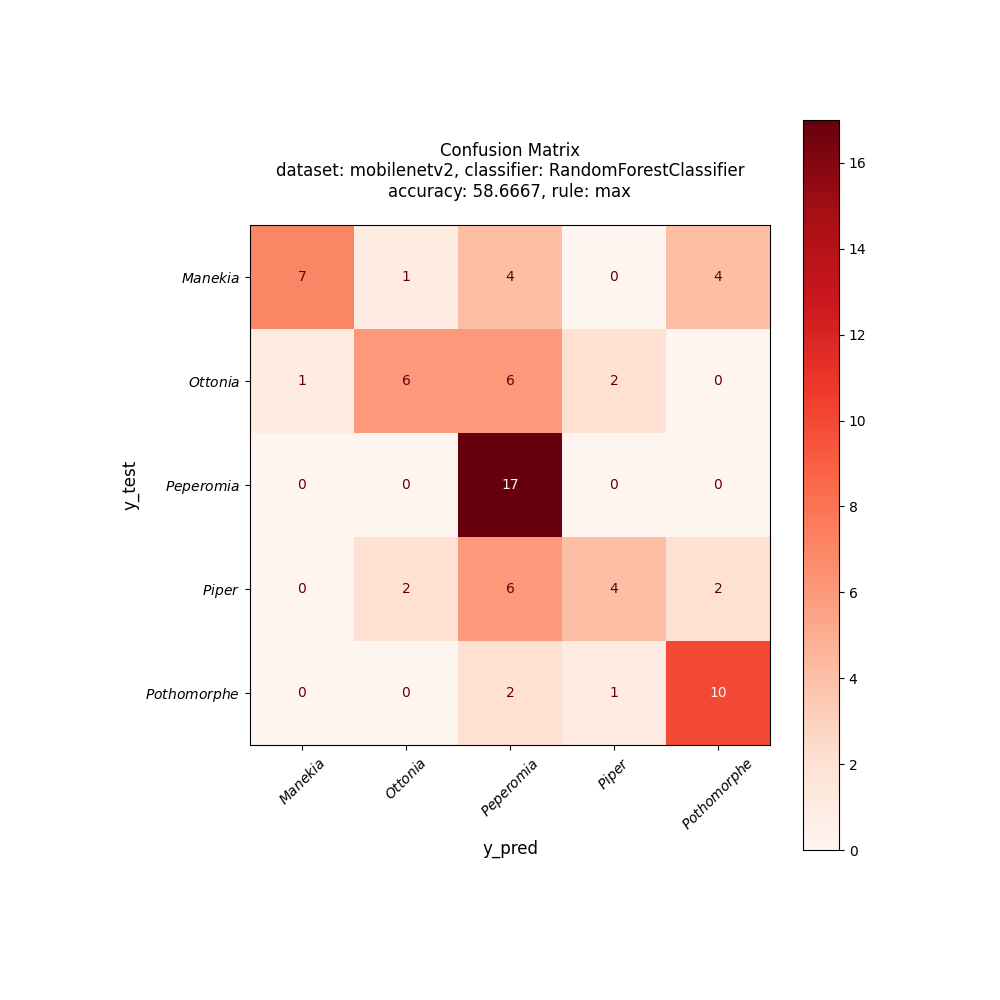 Confusion Matrix
dataset: mobilenetv2, classifier: RandomForestClassifier
accuracy: 58.6667, rule: max
Manekia 7 1 4 0 4
Ottonia 1 6 6 2 0
Peperomia 0 0 17 0 0
Piper 0 2 6 4 2
Pothomorphe 0 0 2 1 10
Manekia Ottonia Peperomia Piper Pothomorphe
y_pred
y_test
16
14
12
10
8
6
4
2
0